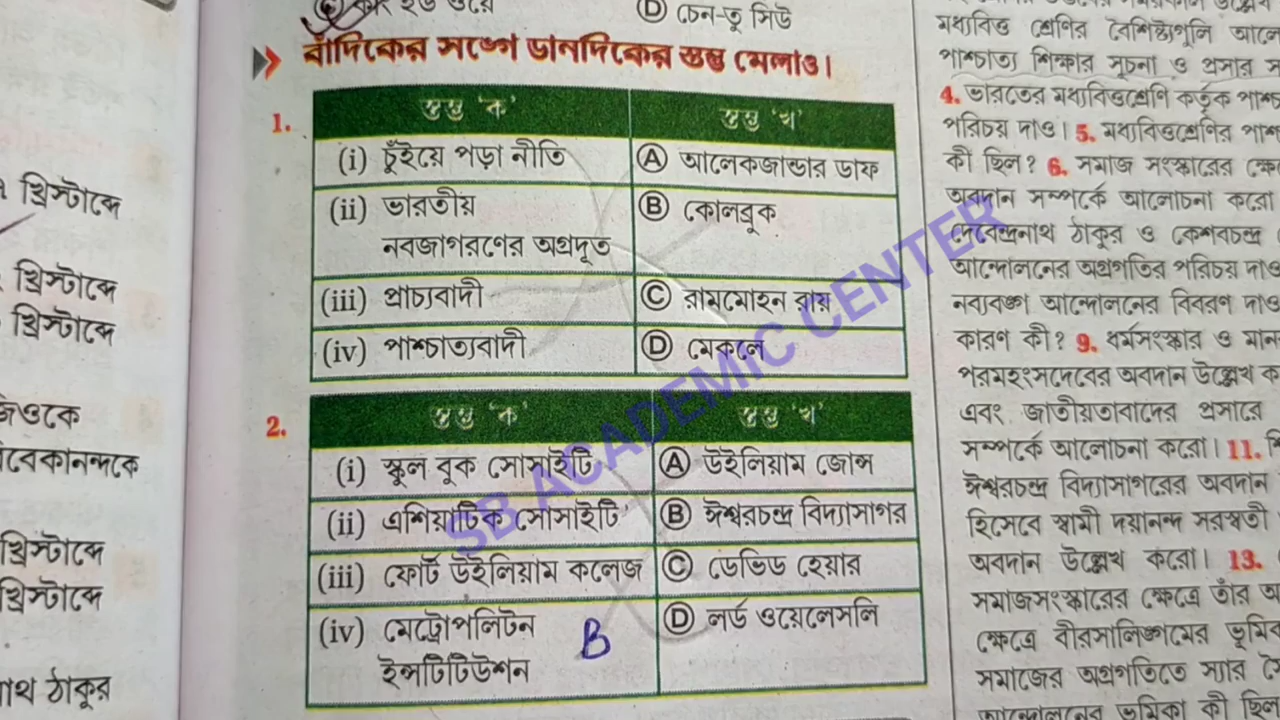 D চেন-তু সিউ
বাঁদিকের সঙ্গে ডানদিকের স্তম্ভ মেলাও।
1.
স্তম্ভ 'ক' স্তম্ভ 'খ'
(i) চুঁইয়ে পড়া নীতি A আলেকজান্ডার ডাফ
(ii) ভারতীয় B কোলব্রুক
নবজাগরণের অগ্রদূত
(iii) প্রাচ্যবাদী C রামমোহন রায়
(iv) পাশ্চাত্যবাদী D মেকলে
2.
স্তম্ভ 'ক' স্তম্ভ 'খ'
(i) স্কুল বুক সোসাইটি A উইলিয়াম জোন্স
(ii) এশিয়াটিক সোসাইটি B ঈশ্বরচন্দ্র বিদ্যাসাগর
(iii) ফোর্ট উইলিয়াম কলেজ C ডেভিড হেয়ার
(iv) মেট্রোপলিটন B D লর্ড ওয়েলেসলি
ইন্সটিটিউশন
SB ACADEMIC CENTER
খ্রিস্টাব্দে
খ্রিস্টাব্দে
খ্রিস্টাব্দে
জিওকে
বিবেকানন্দকে
খ্রিস্টাব্দে
খ্রিস্টাব্দে
নাথ ঠাকুর
মধ্যবিত্ত শ্রেণির বৈশিষ্ট্যগুলি
পাশ্চাত্য শিক্ষার সূচনা ও প্রসার
4. ভারতের মধ্যবিত্তশ্রেণি কর্তৃক
পরিচয় দাও। 5. মধ্যবিত্তশ্রেণির
কী ছিল? 6. সমাজ সংস্কারের
অবদান সম্পর্কে আলোচনা করো
দেবেন্দ্রনাথ ঠাকুর ও কেশবচন্দ্র
আন্দোলনের অগ্রগতির পরিচয় দাও
নব্যবঙ্গ আন্দোলনের বিবরণ দাও
কারণ কী? 9. ধর্মসংস্কার ও
পরমহংসদেবের অবদান উল্লেখ
এবং জাতীয়তাবাদের প্রসারে
সম্পর্কে আলোচনা করো। 11.
ঈশ্বরচন্দ্র বিদ্যাসাগরের অবদান
হিসেবে স্বামী দয়ানন্দ সরস্বতী
অবদান উল্লেখ করো। 13.
সমাজসংস্কারের ক্ষেত্রে তাঁর
ক্ষেত্রে বীরসালিঙ্গমের
সমাজের অগ্রগতিতে স্যার
আন্দোলনের ভূমিকা কী ছিল